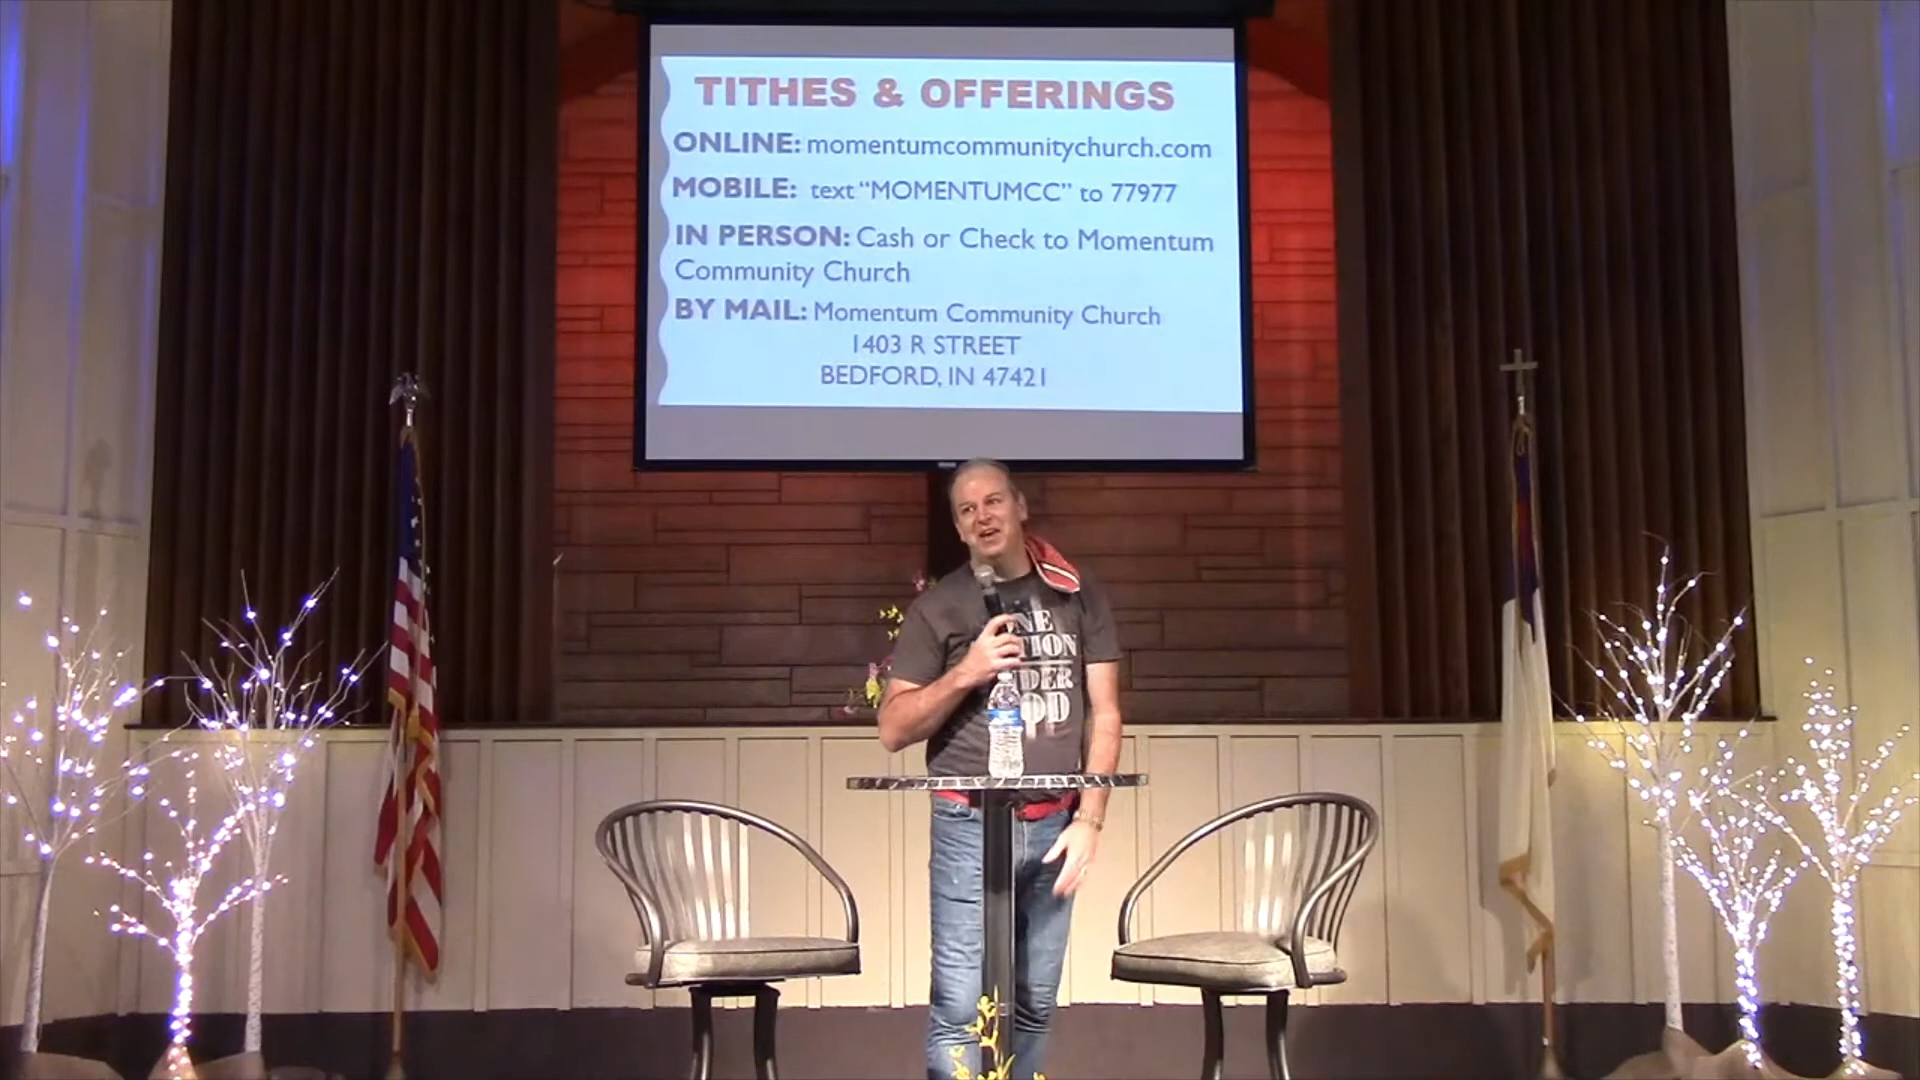 TITHES & OFFERINGS
ONLINE: momentumcommunitychurch.com
MOBILE: text “MOMENTUMCC” to 77977
IN PERSON: Cash or Check to Momentum
Community Church
BY MAIL: Momentum Community Church
1403 R STREET
BEDFORD, IN 47421